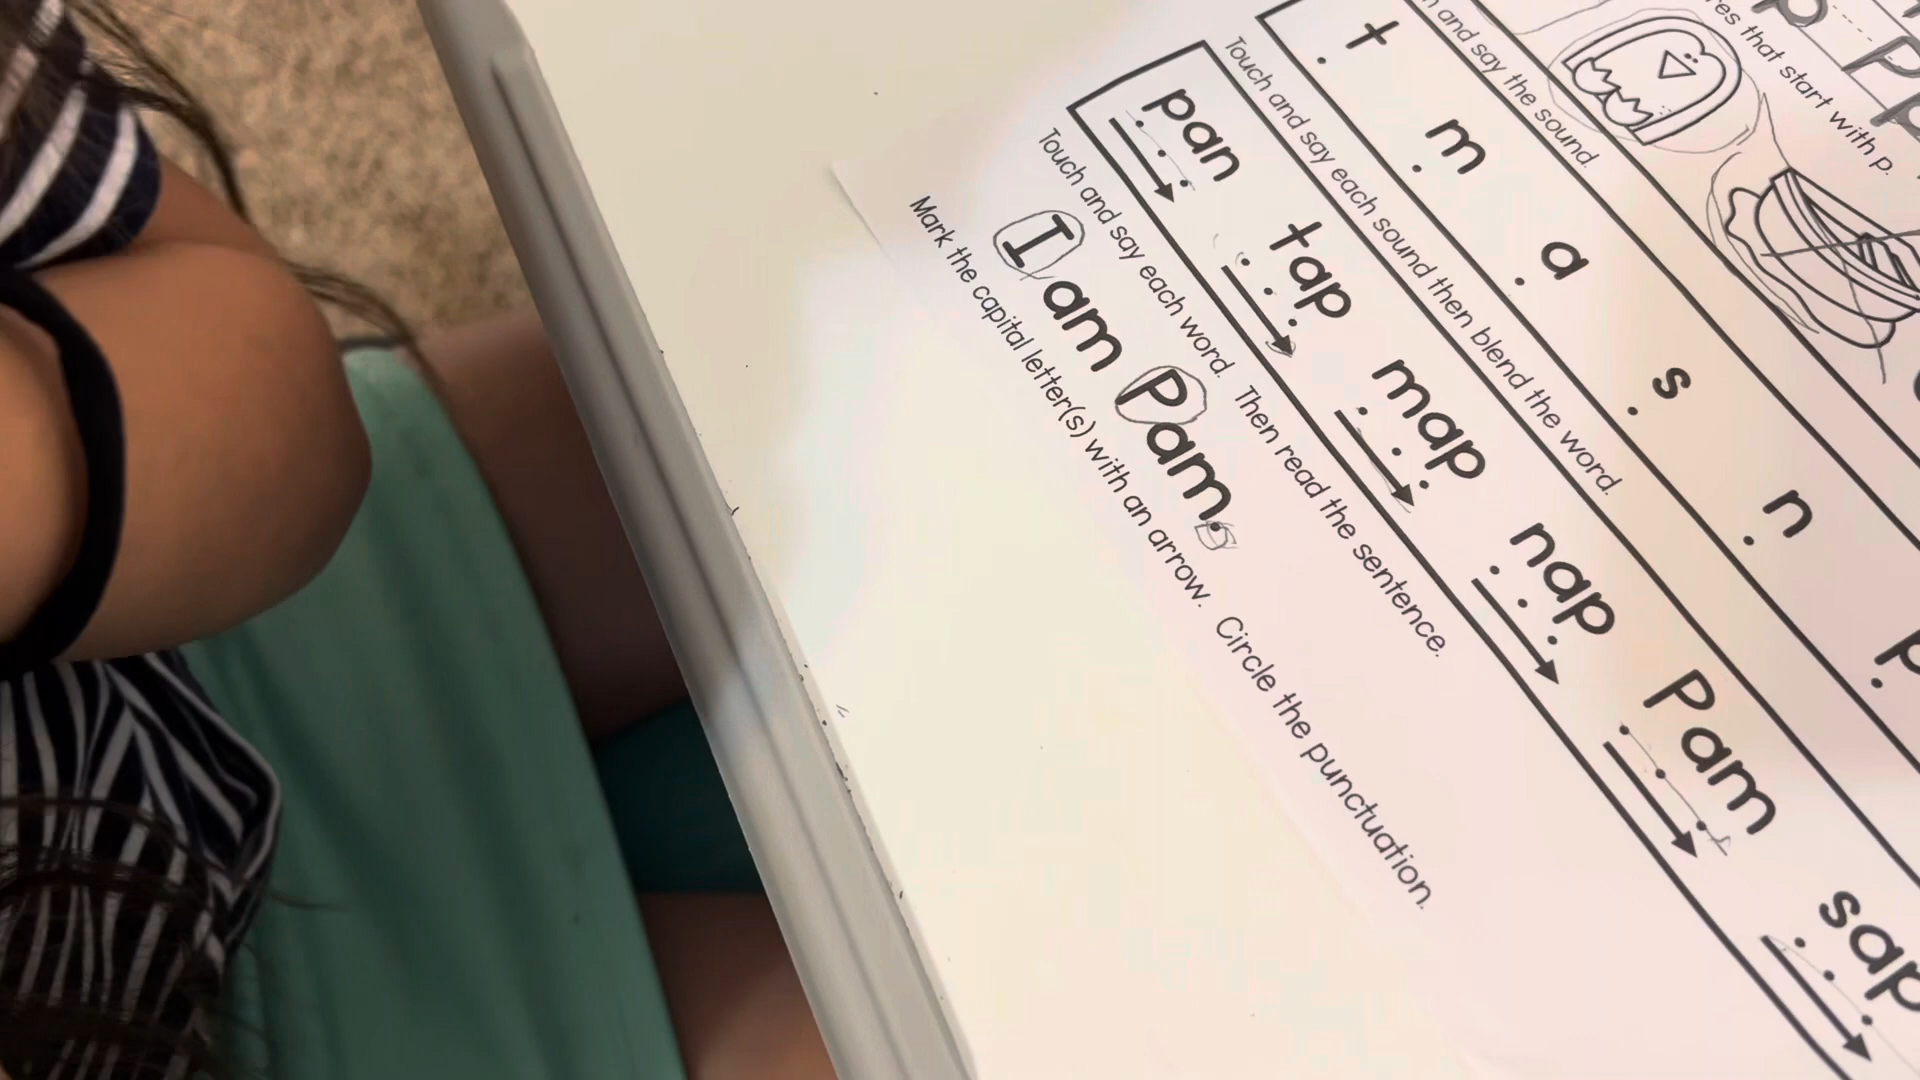 p P
res that start with p.
and say the sound.
t m a s n p
Touch and say each sound then blend the word.
pan tap map nap Pam sap
Touch and say each word. Then read the sentence.
I am Pam.
Mark the capital letter(s) with an arrow. Circle the punctuation.